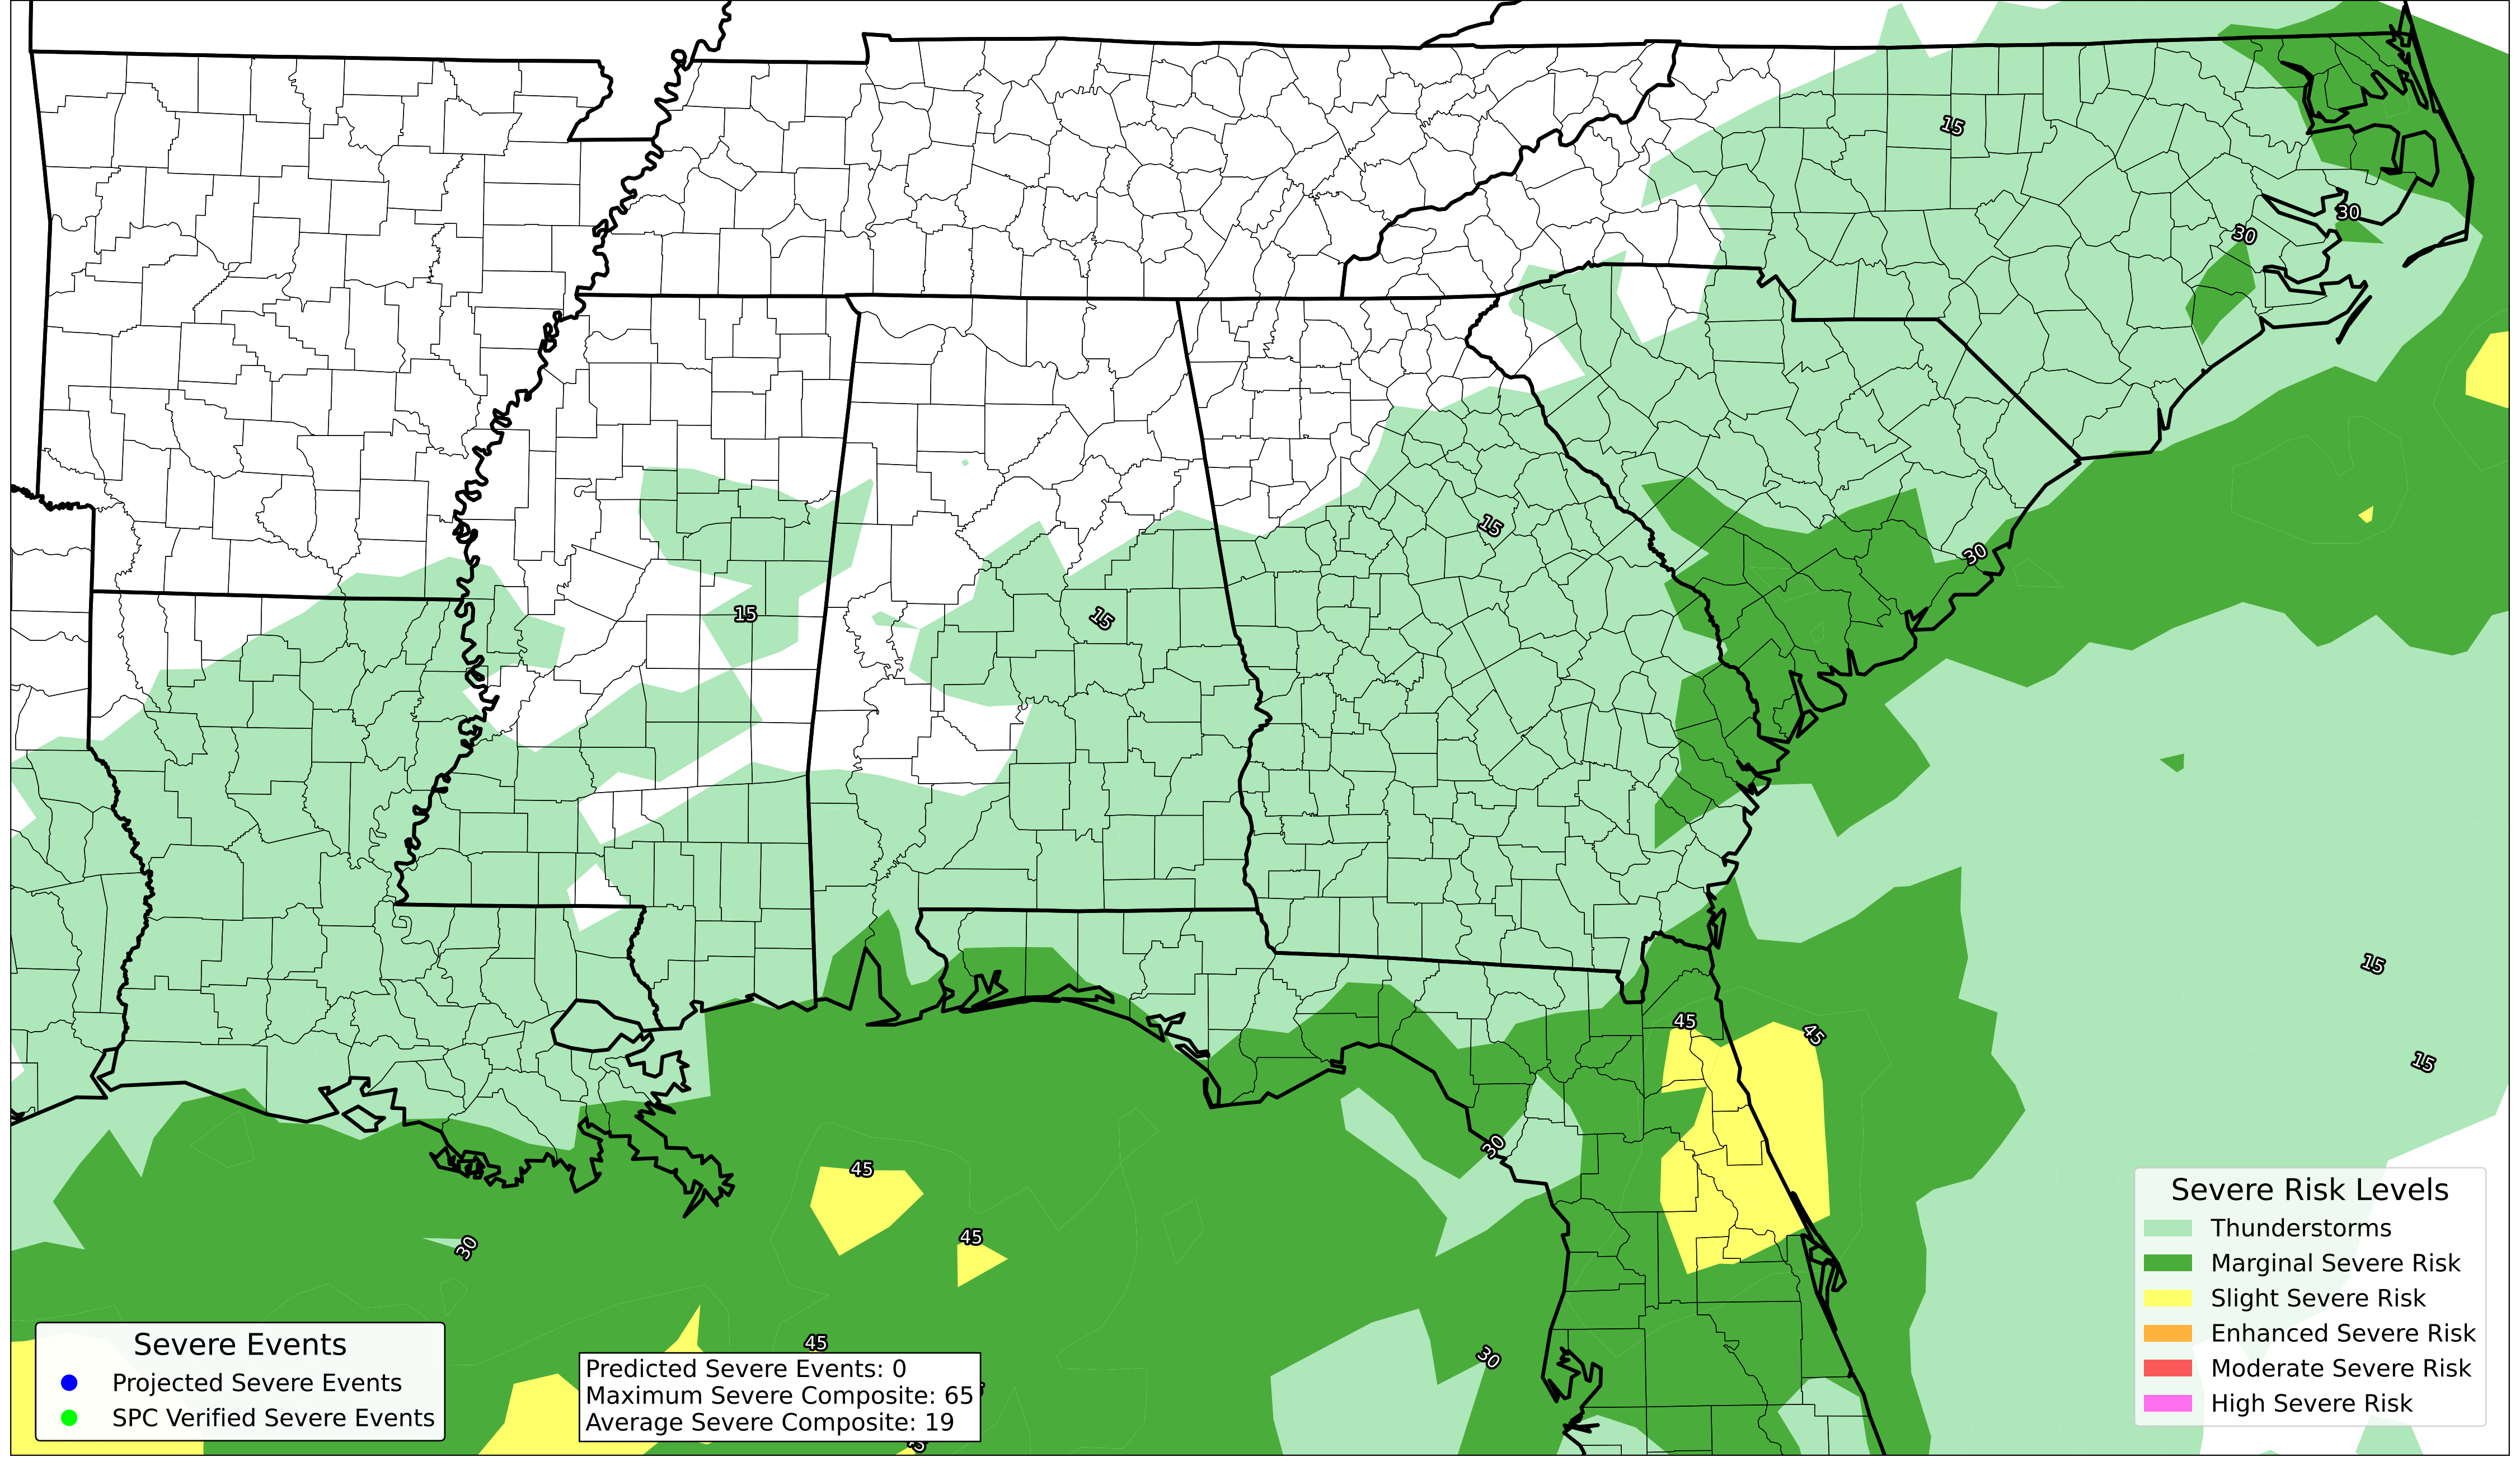 15
30
30
15
30
15
15
15
15
45
45
30
45
45
30
45
30
Severe Events
Projected Severe Events
SPC Verified Severe Events
Predicted Severe Events: 0
Maximum Severe Composite: 65
Average Severe Composite: 19
Severe Risk Levels
Thunderstorms
Marginal Severe Risk
Slight Severe Risk
Enhanced Severe Risk
Moderate Severe Risk
High Severe Risk